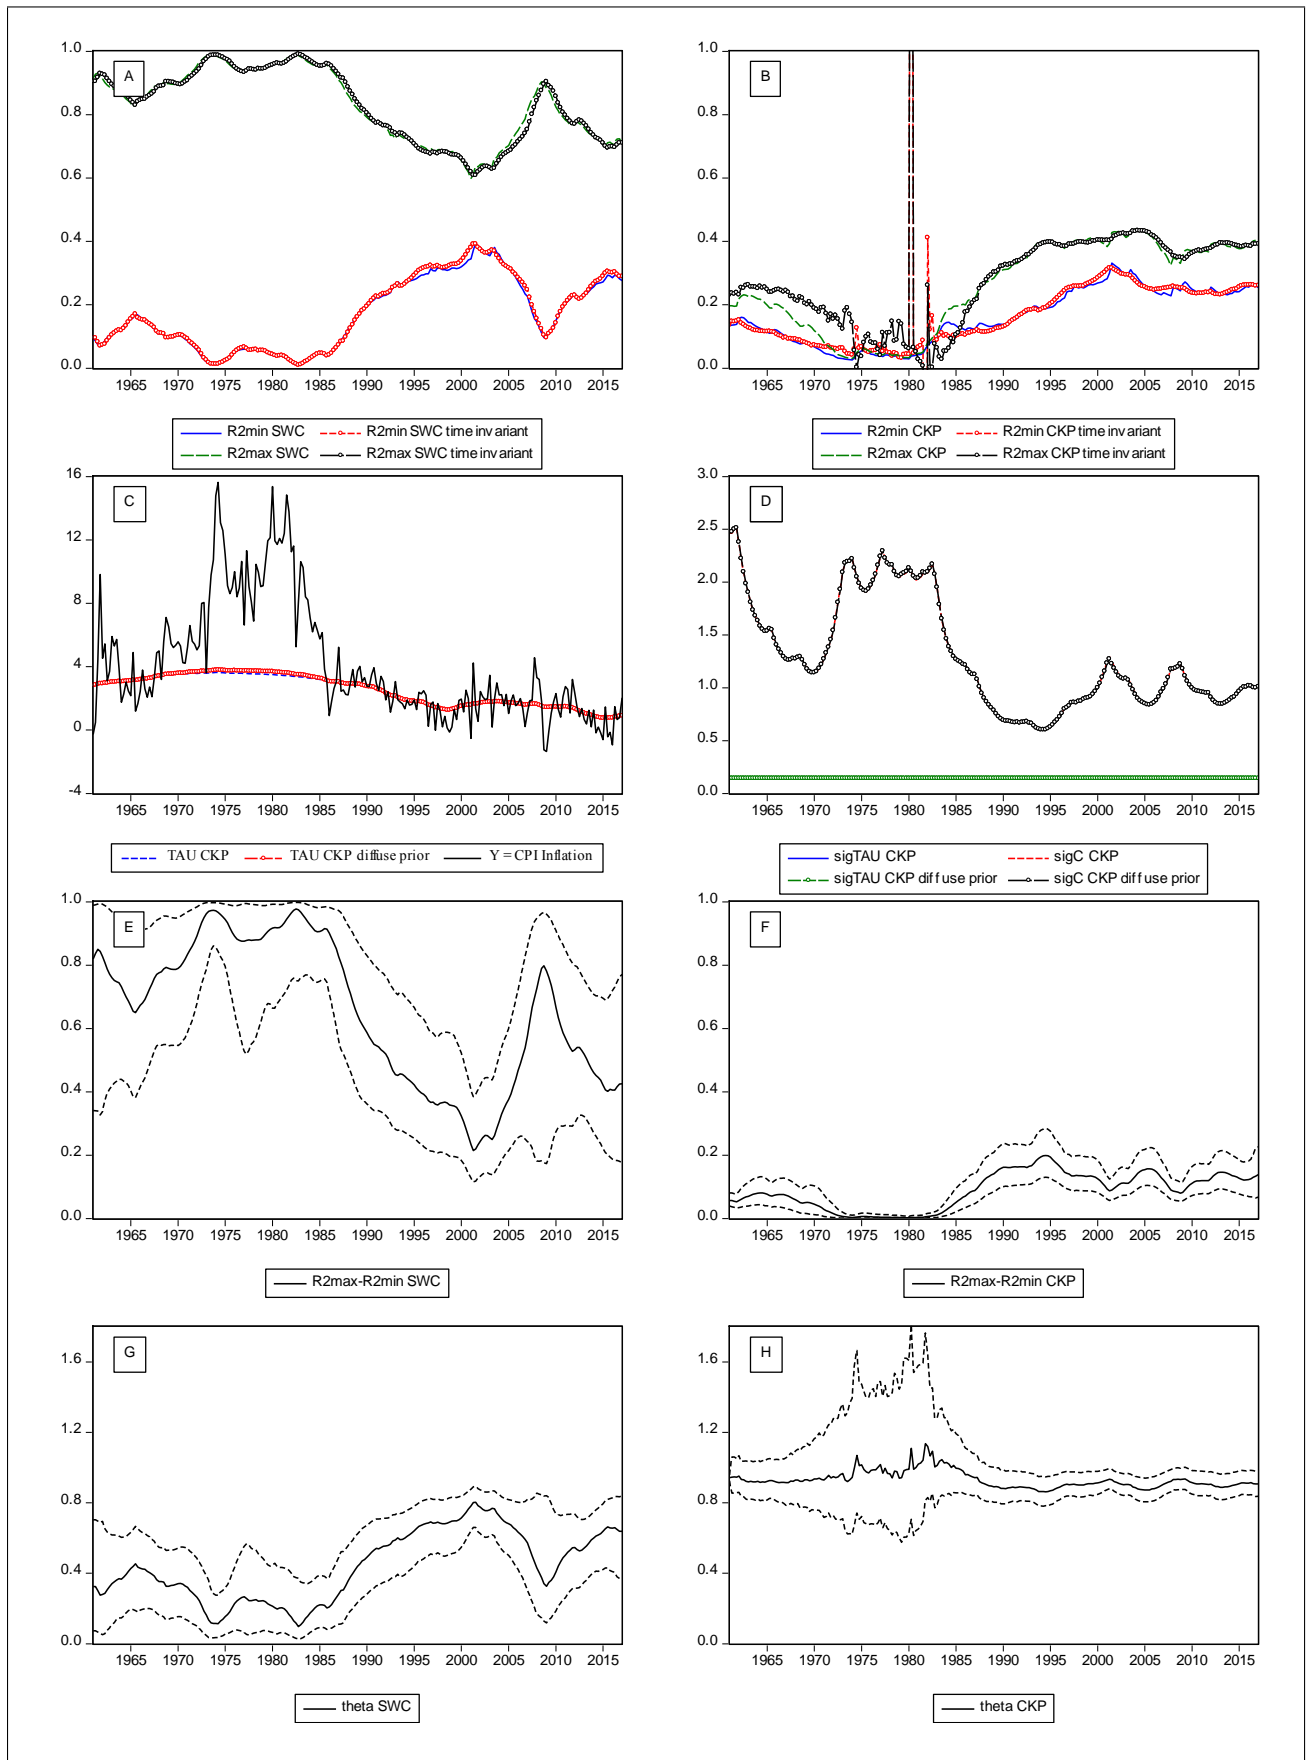 A
1.0
0.8
0.6
0.4
0.2
0.0
1965 1970 1975 1980 1985 1990 1995 2000 2005 2010 2015
R2min SWC R2min SWC time invariant
R2max SWC R2max SWC time invariant
B
1.0
0.8
0.6
0.4
0.2
0.0
1965 1970 1975 1980 1985 1990 1995 2000 2005 2010 2015
R2min CKP R2min CKP time invariant
R2max CKP R2max CKP time invariant
C
16
12
8
4
0
-4
1965 1970 1975 1980 1985 1990 1995 2000 2005 2010 2015
TAU CKP TAU CKP diffuse prior Y = CPI Inflation
D
3.0
2.5
2.0
1.5
1.0
0.5
0.0
1965 1970 1975 1980 1985 1990 1995 2000 2005 2010 2015
sigTAU CKP sigC CKP
sigTAU CKP diffuse prior sigC CKP diffuse prior
E
1.0
0.8
0.6
0.4
0.2
0.0
1965 1970 1975 1980 1985 1990 1995 2000 2005 2010 2015
R2max-R2min SWC
F
1.0
0.8
0.6
0.4
0.2
0.0
1965 1970 1975 1980 1985 1990 1995 2000 2005 2010 2015
R2max-R2min CKP
G
1.6
1.2
0.8
0.4
0.0
1965 1970 1975 1980 1985 1990 1995 2000 2005 2010 2015
theta SWC
H
1.6
1.2
0.8
0.4
0.0
1965 1970 1975 1980 1985 1990 1995 2000 2005 2010 2015
theta CKP